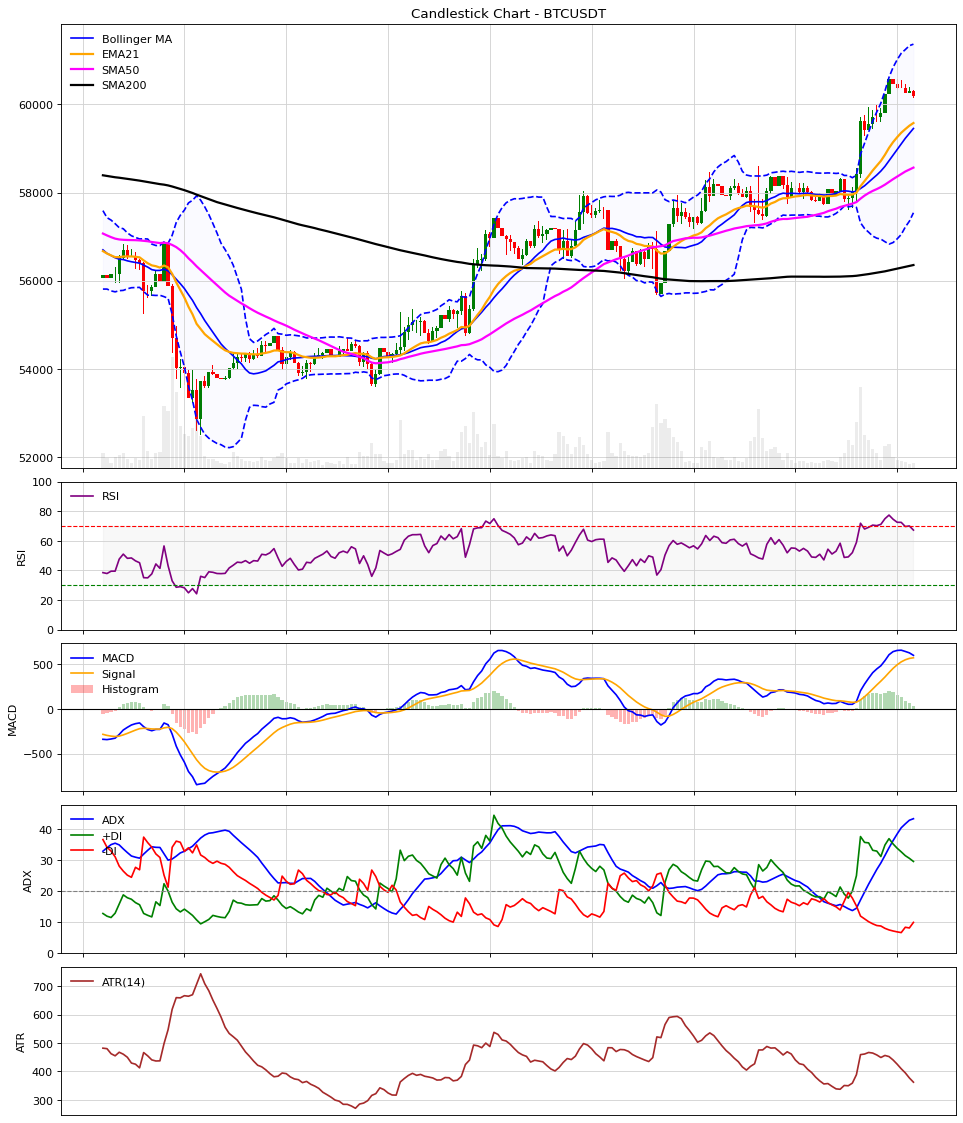 Candlestick Chart - BTCUSDT
Bollinger MA
EMA21
SMA50
SMA200
60000
58000
56000
54000
52000
RSI
100
80
60
40
20
0
RSI
MACD
Signal
Histogram
500
0
−500
MACD
ADX
+DI
-DI
40
30
20
10
0
ADX
ATR(14)
700
600
500
400
300
ATR